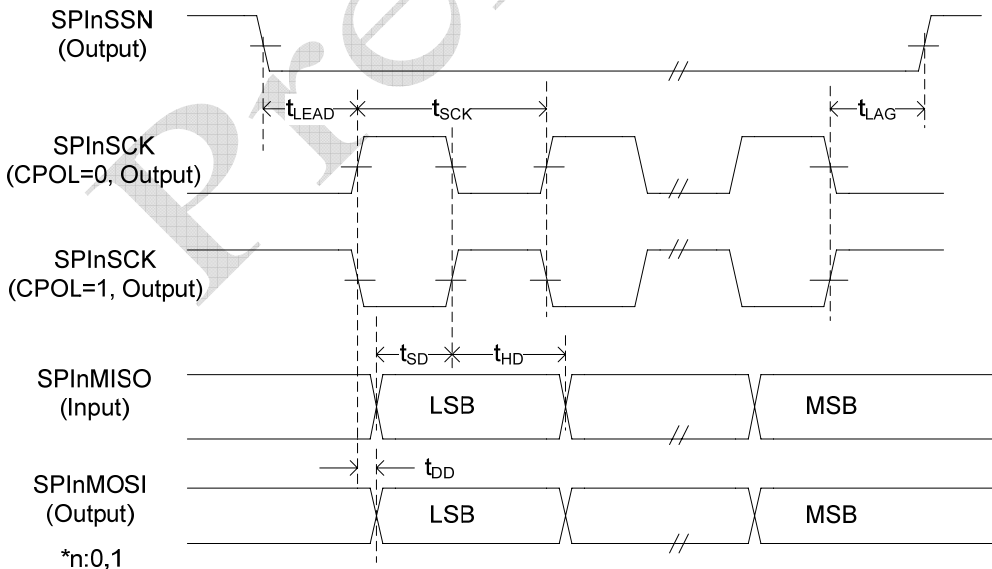 SPInSSN
(Output)
tLEAD
tSCK
tLAG
SPInSCK
(CPOL=0, Output)
SPInSCK
(CPOL=1, Output)
tSD
tHD
SPInMISO
(Input)
LSB
MSB
tDD
SPInMOSI
(Output)
LSB
MSB
*n:0,1
Pre